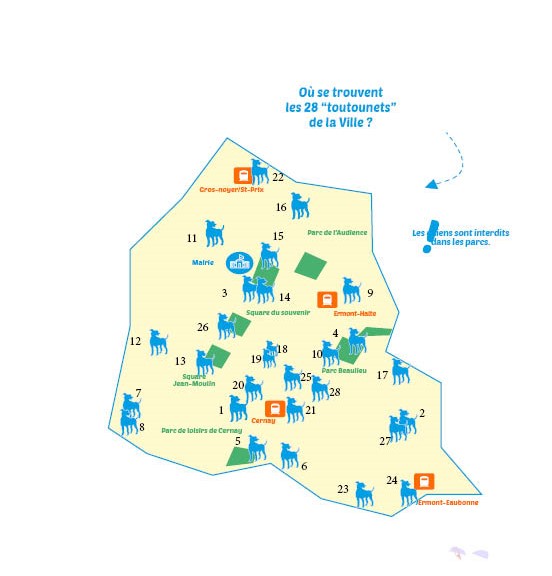 Où se trouvent
les 28 “toutounets”
de la Ville ?
22
Gros-noyer/St-Prix
16
11
15
Parc de l'Audience
Les chiens sont interdits
dans les parcs.
Mairie
3
14
9
Square du souvenir
Ermont-Halte
26
4
12
13
19
18
10
Square
Jean-Moulin
Parc Beaulieu
17
25
20
28
7
1
21
2
8
Cernay
Parc de loisirs de Cernay
27
5
6
23
24
Ermont-Eaubonne